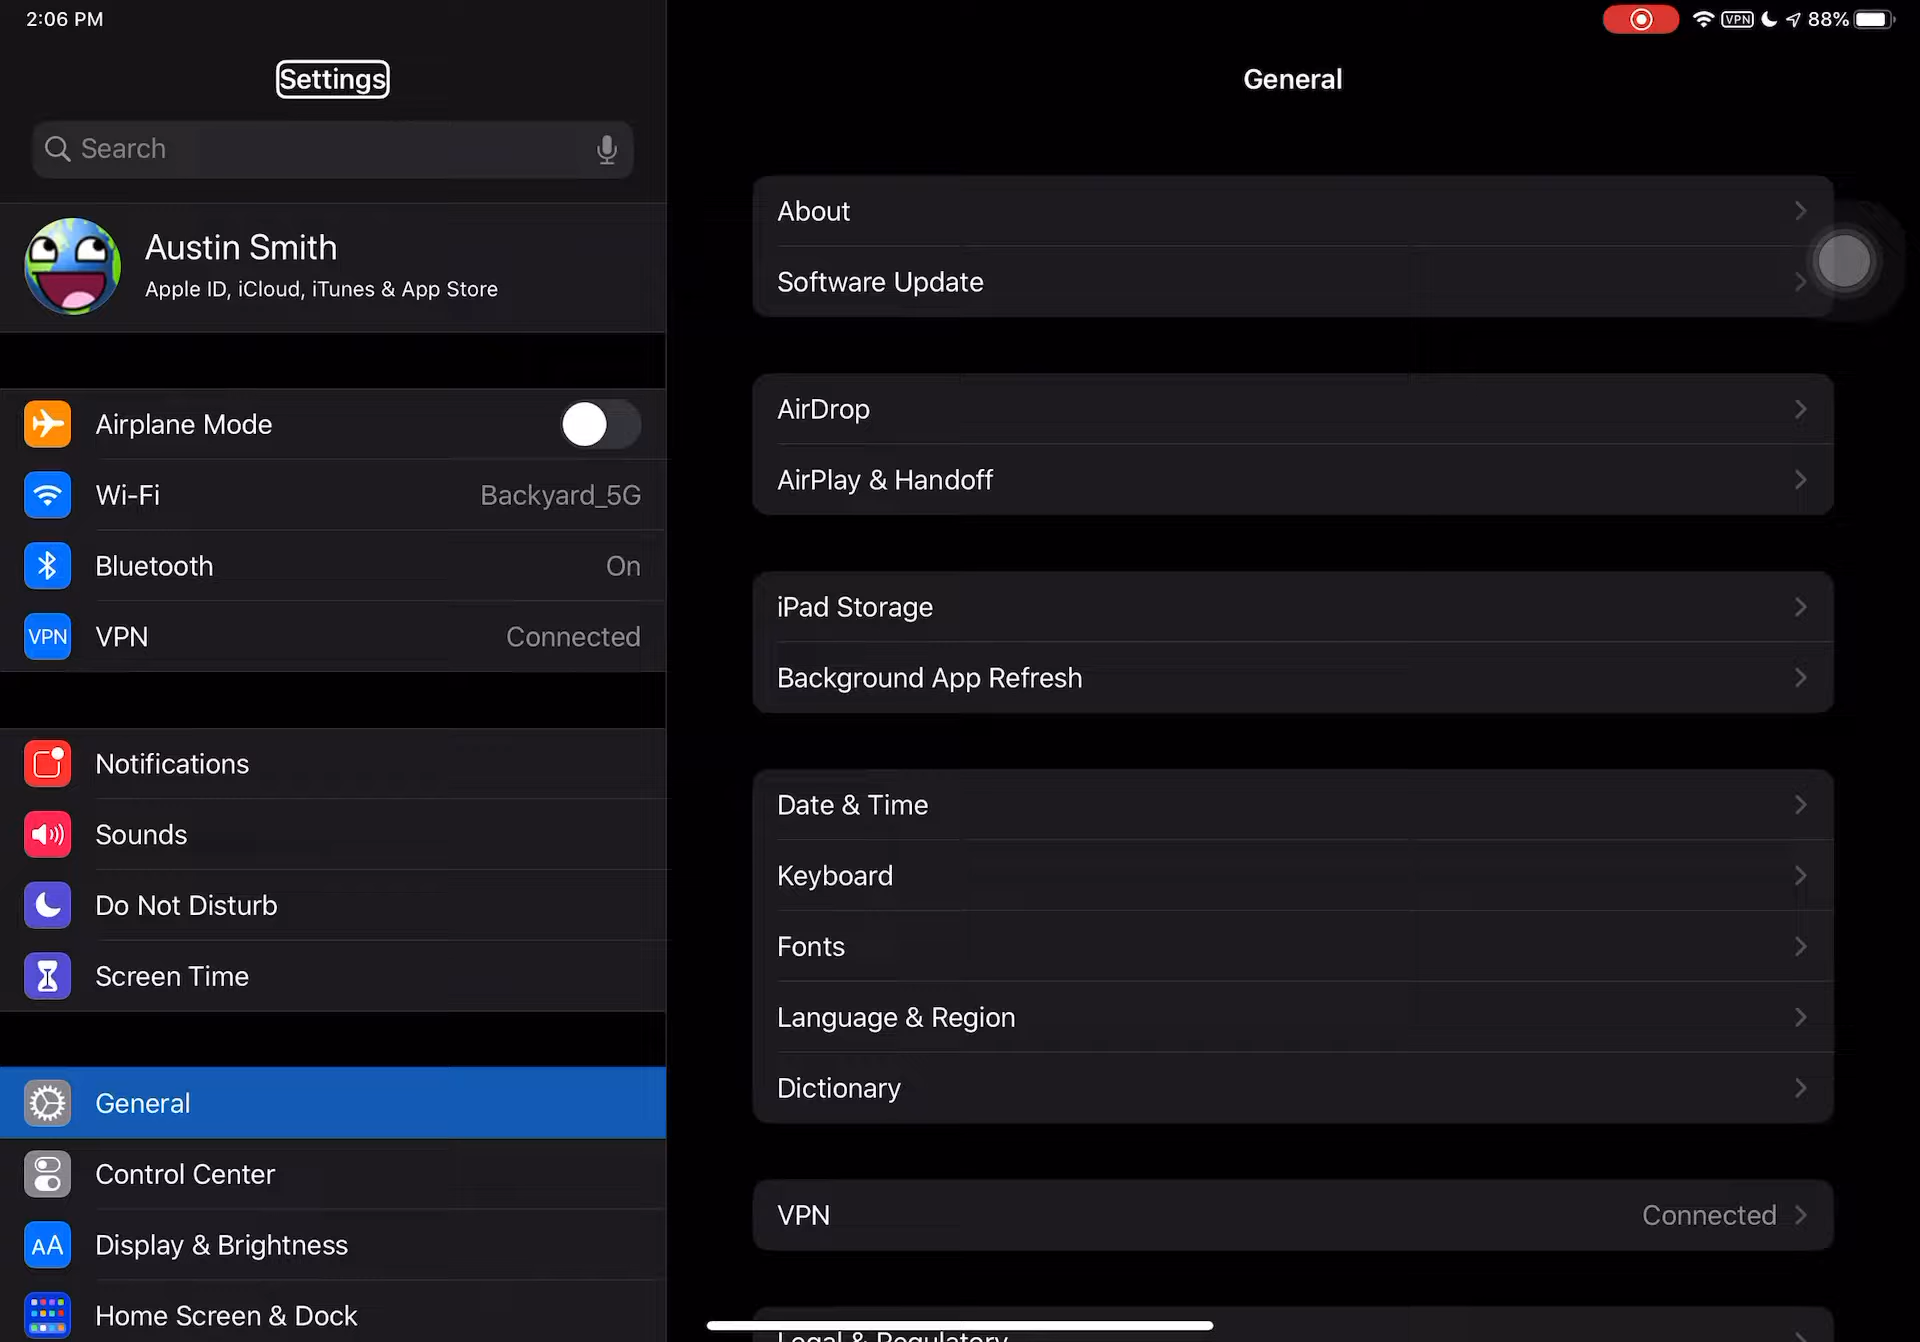 2:06 PM
VPN 88%
Settings
Search
Austin Smith
Apple ID, iCloud, iTunes & App Store
Airplane Mode
Wi-Fi Backyard_5G
Bluetooth On
VPN VPN Connected
Notifications
Sounds
Do Not Disturb
Screen Time
General
Control Center
AA Display & Brightness
Home Screen & Dock
General
About
Software Update
AirDrop
AirPlay & Handoff
iPad Storage
Background App Refresh
Date & Time
Keyboard
Fonts
Language & Region
Dictionary
VPN Connected
Legal & Regulatory